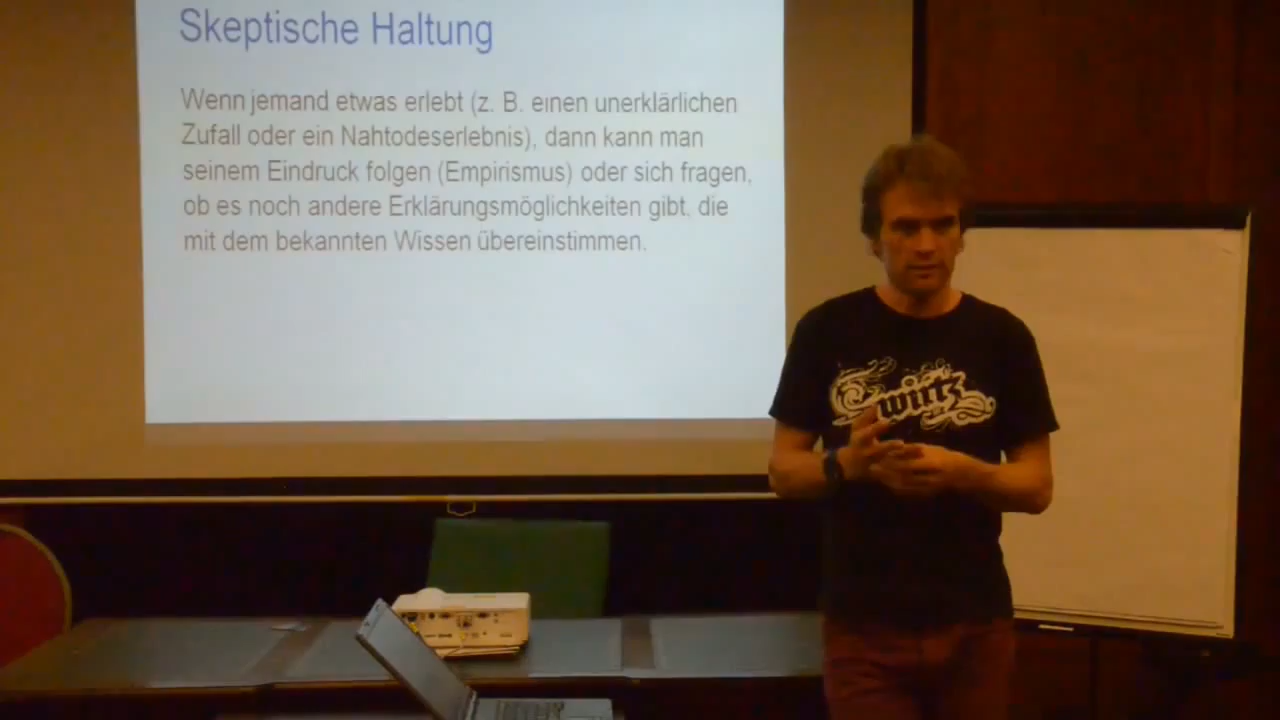 Skeptische Haltung
Wenn jemand etwas erlebt (z. B. einen unerklärlichen
Zufall oder ein Nahtodeserlebnis), dann kann man
seinem Eindruck folgen (Empirismus) oder sich fragen,
ob es noch andere Erklärungsmöglichkeiten gibt, die
mit dem bekannten Wissen übereinstimmen.